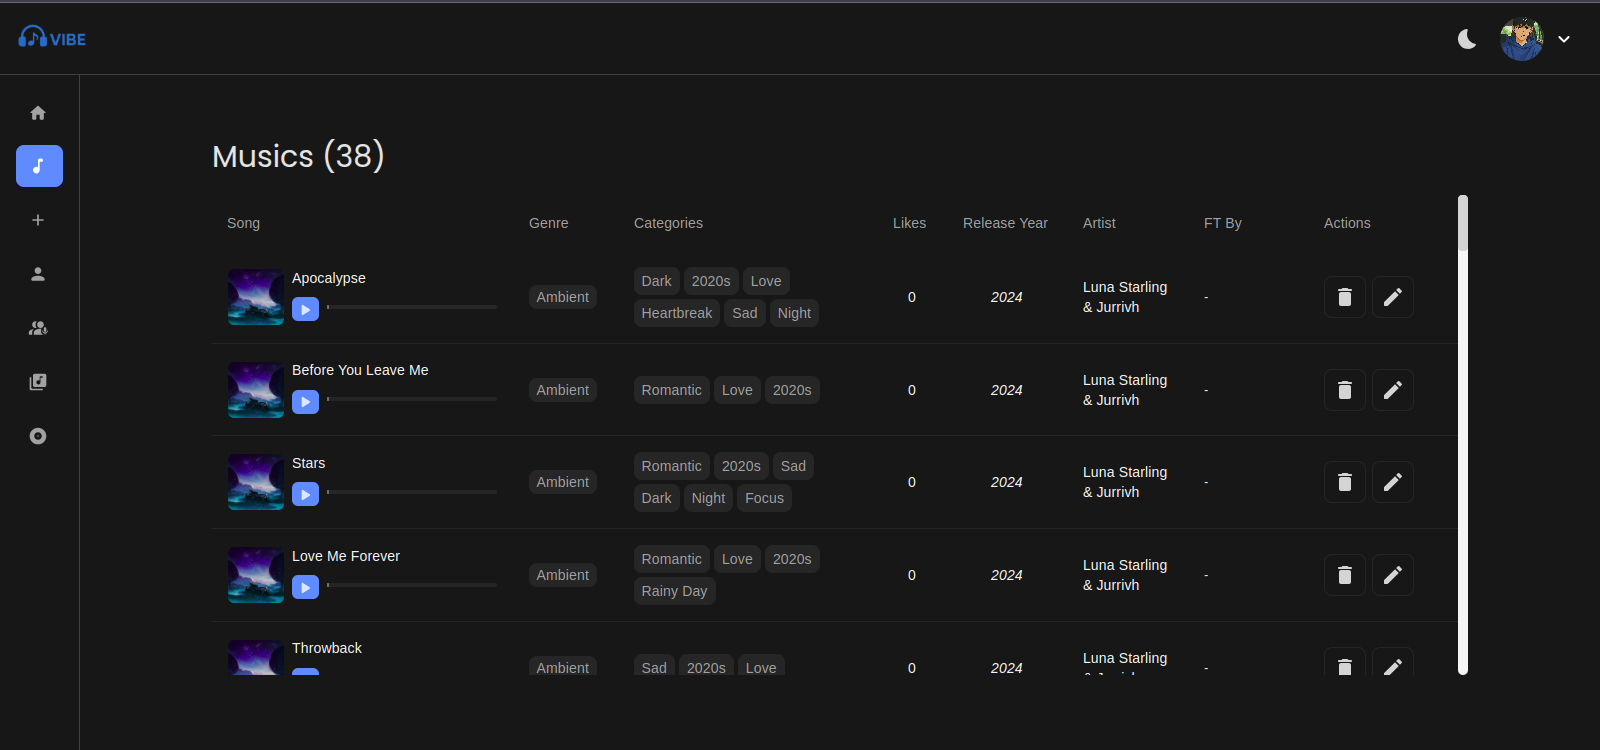 VIBE
Musics (38)
Song Genre Categories Likes Release Year Artist FT By Actions
Apocalypse
Ambient
Dark 2020s Love
Heartbreak Sad Night
0
2024
Luna Starling
& Jurrivh
-
Before You Leave Me
Ambient
Romantic Love 2020s
0
2024
Luna Starling
& Jurrivh
-
Stars
Ambient
Romantic 2020s Sad
Dark Night Focus
0
2024
Luna Starling
& Jurrivh
-
Love Me Forever
Ambient
Romantic Love 2020s
Rainy Day
0
2024
Luna Starling
& Jurrivh
-
Throwback
Ambient
Sad 2020s Love
0
2024
Luna Starling
-